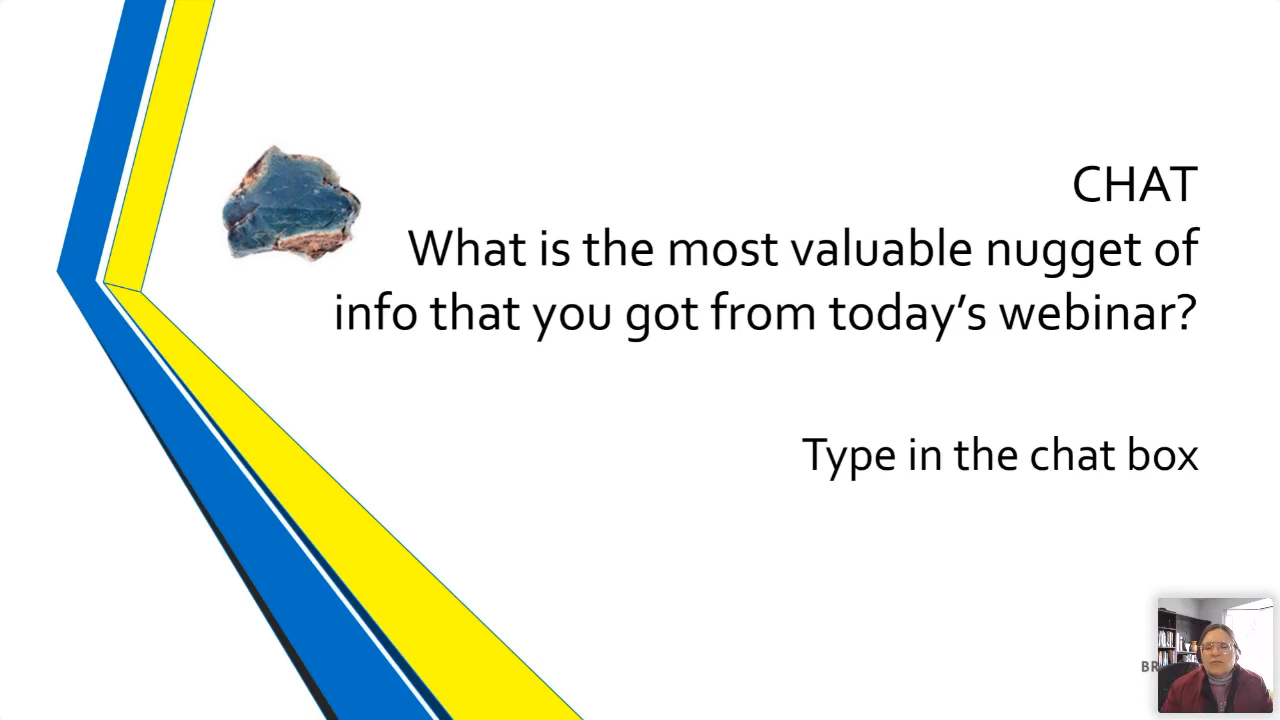 CHAT
What is the most valuable nugget of
info that you got from today’s webinar?
Type in the chat box